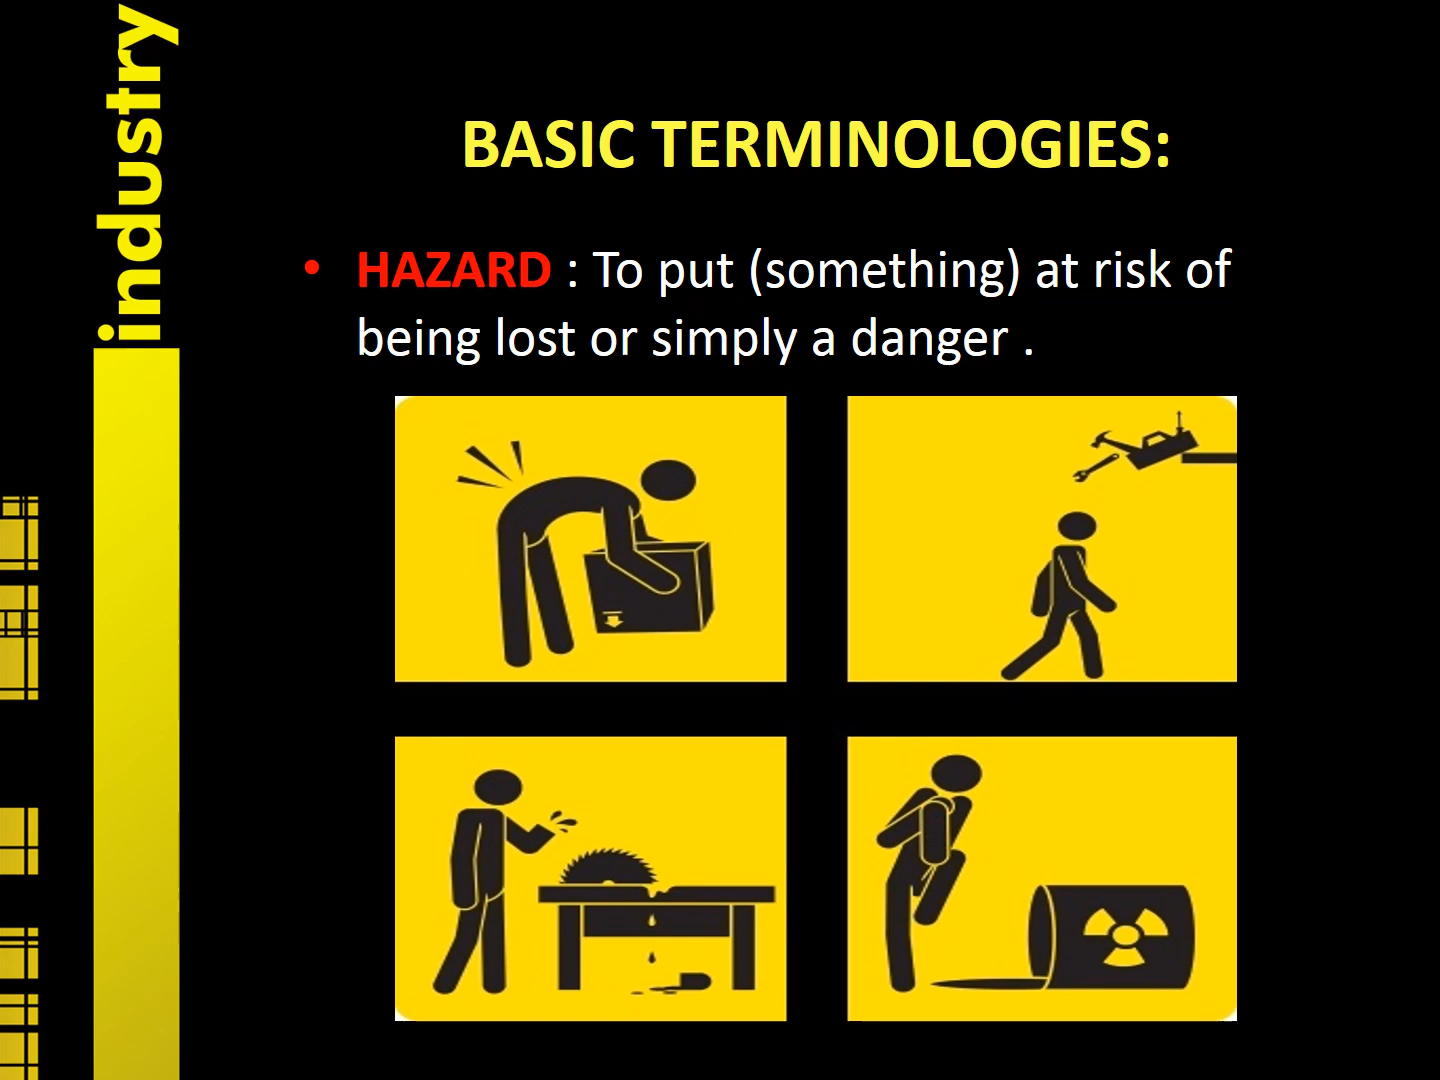 industry
BASIC TERMINOLOGIES:
• HAZARD : To put (something) at risk of
being lost or simply a danger .